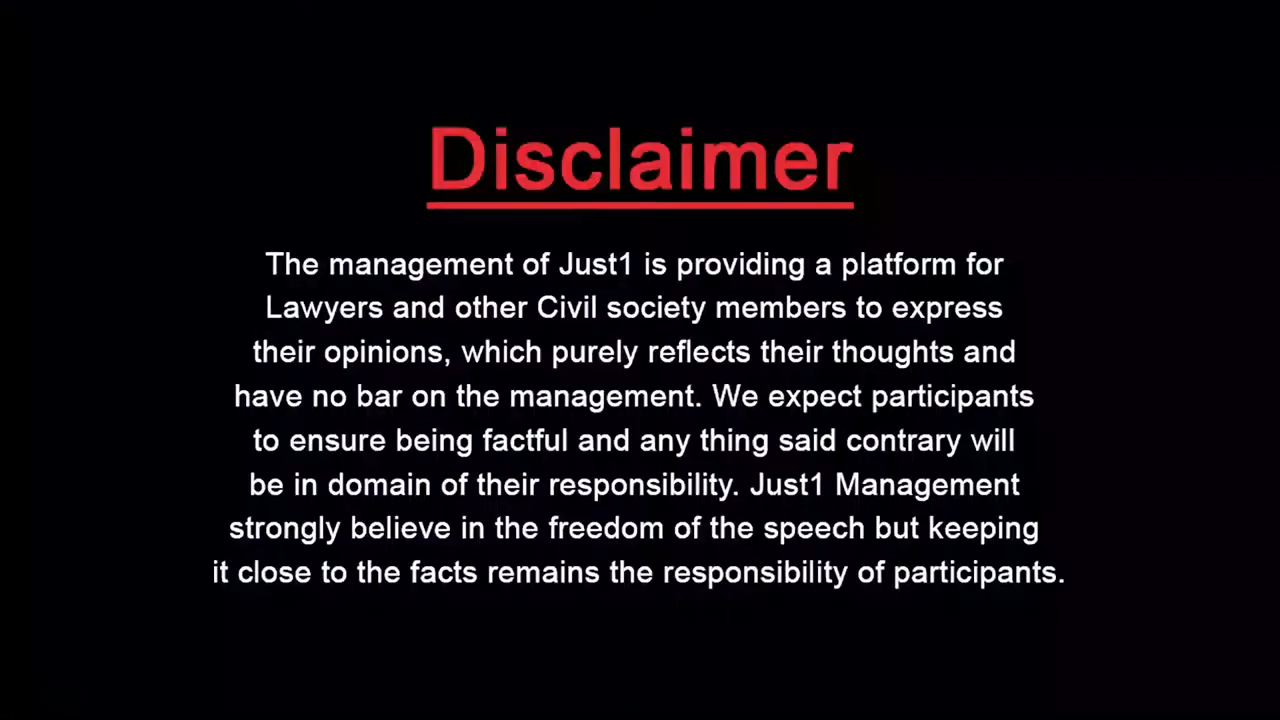 Disclaimer
The management of Just1 is providing a platform for
Lawyers and other Civil society members to express
their opinions, which purely reflects their thoughts and
have no bar on the management. We expect participants
to ensure being factful and any thing said contrary will
be in domain of their responsibility. Just1 Management
strongly believe in the freedom of the speech but keeping
it close to the facts remains the responsibility of participants.